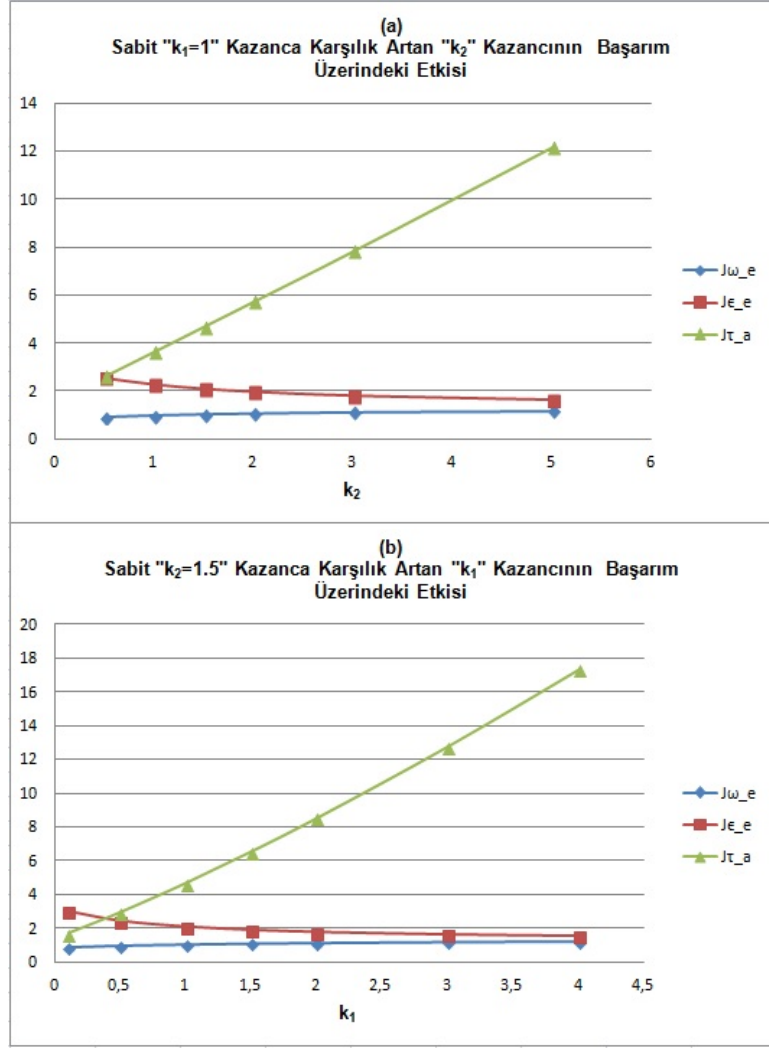 (a)
Sabit "k₁=1" Kazanca Karşılık Artan "k₂" Kazancının Başarım
Üzerindeki Etkisi
14
12
10
8
6
4
2
0
0 1 2 3 4 5 6
k₂
Jω_e
Jϵ_e
Jτ_a
(b)
Sabit "k₂=1.5" Kazanca Karşılık Artan "k₁" Kazancının Başarım
Üzerindeki Etkisi
20
18
16
14
12
10
8
6
4
2
0
0 0,5 1 1,5 2 2,5 3 3,5 4 4,5
k₁
Jω_e
Jϵ_e
Jτ_a